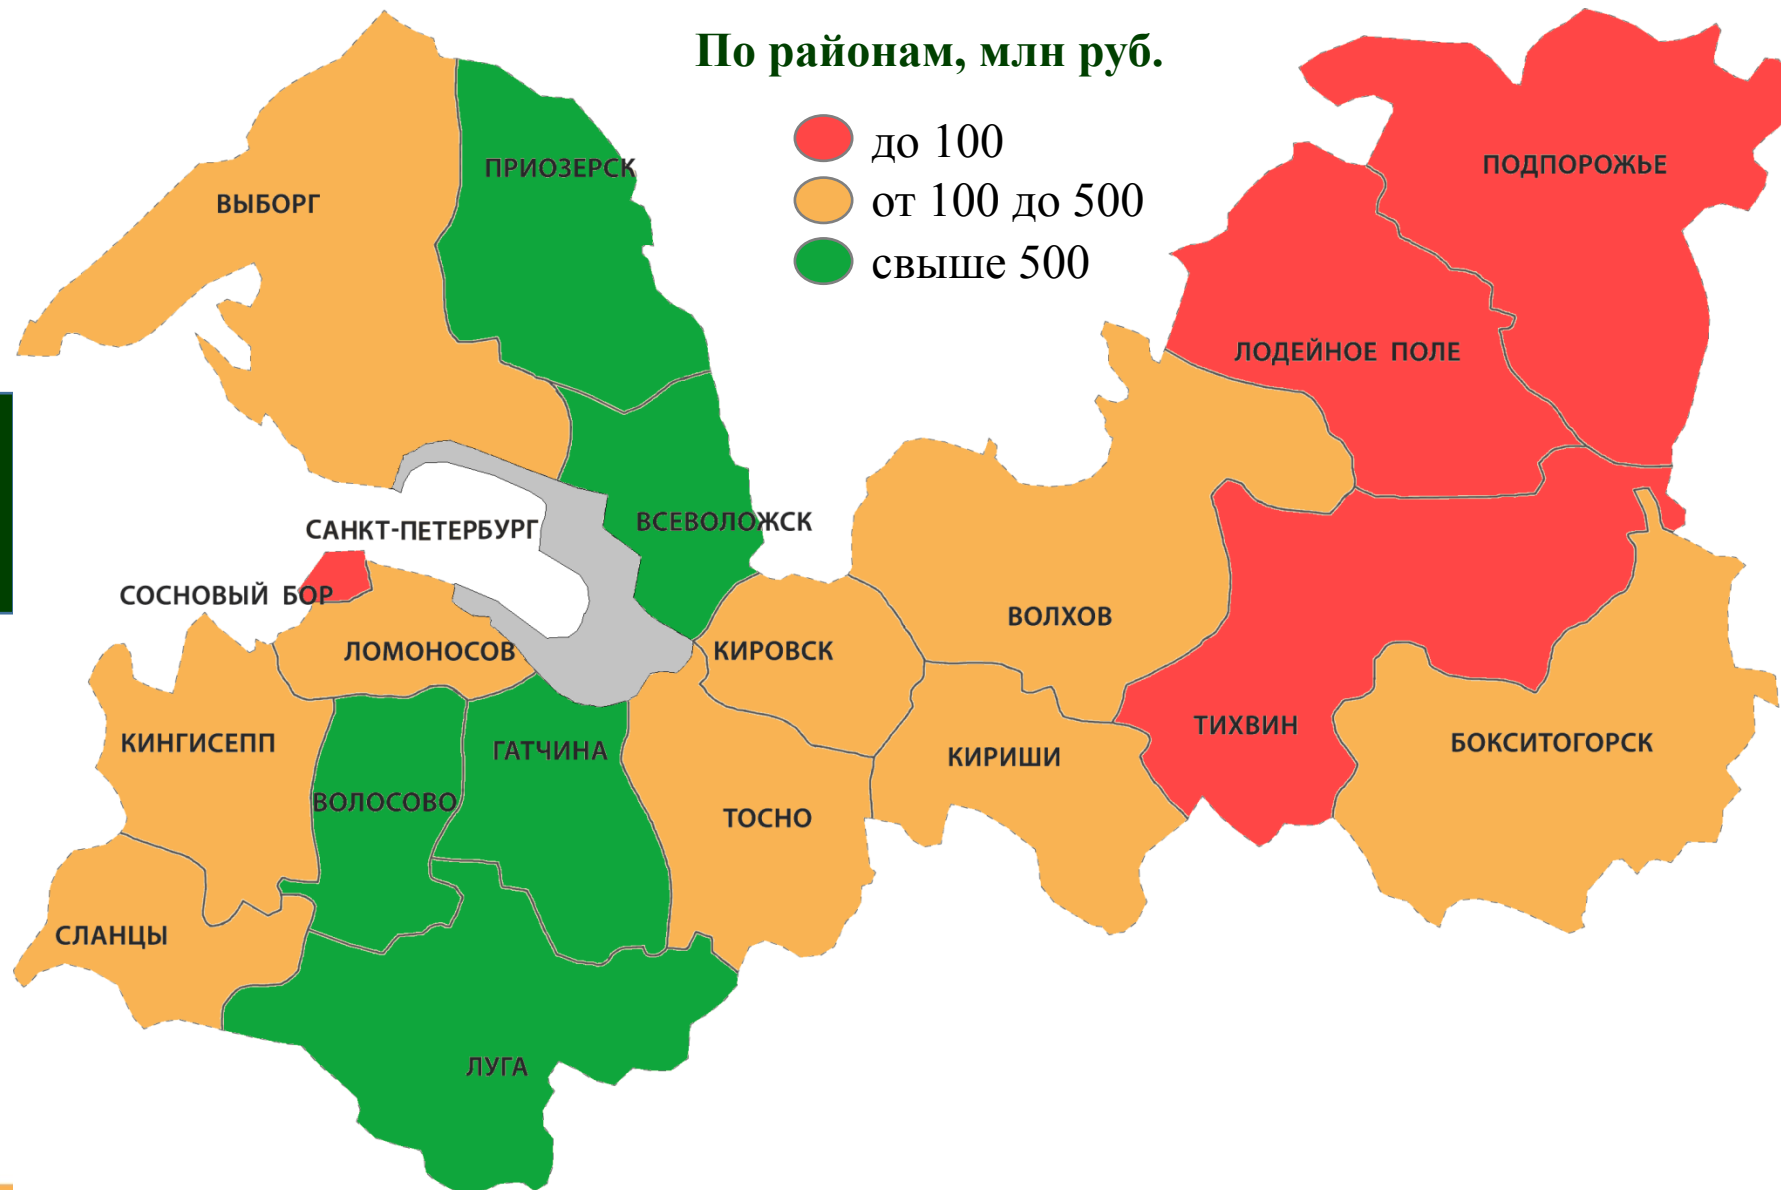 По районам, млн руб.
до 100
от 100 до 500
свыше 500
ПРИОЗЕРСК
ПОДПОРОЖЬЕ
ВЫБОРГ
ЛОДЕЙНОЕ ПОЛЕ
САНКТ-ПЕТЕРБУРГ
ВСЕВОЛОЖСК
СОСНОВЫЙ БОР
ВОЛХОВ
ЛОМОНОСОВ
КИРОВСК
ТИХВИН
КИНГИСЕПП
ГАТЧИНА
КИРИШИ
БОКСИТОГОРСК
ВОЛОСОВО
ТОСНО
СЛАНЦЫ
ЛУГА